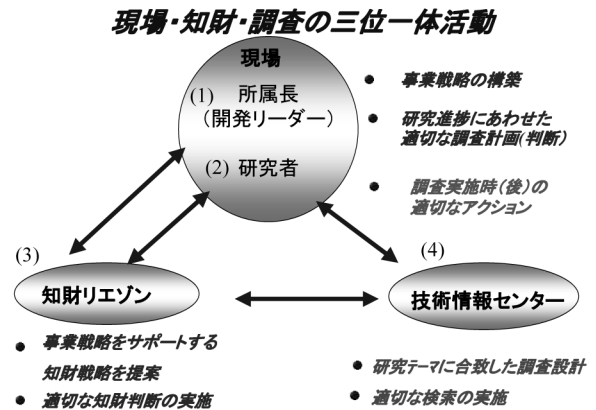 現場・知財・調査の三位一体活動
現場
(1) 所属長
（開発リーダー）
(2) 研究者
● 事業戦略の構築
● 研究進捗にあわせた
適切な調査計画(判断）
● 調査実施時（後）の
適切なアクション
(3)
知財リエゾン
(4)
技術情報センター
● 事業戦略をサポートする
知財戦略を提案
● 適切な知財判断の実施
● 研究テーマに合致した調査設計
● 適切な検索の実施